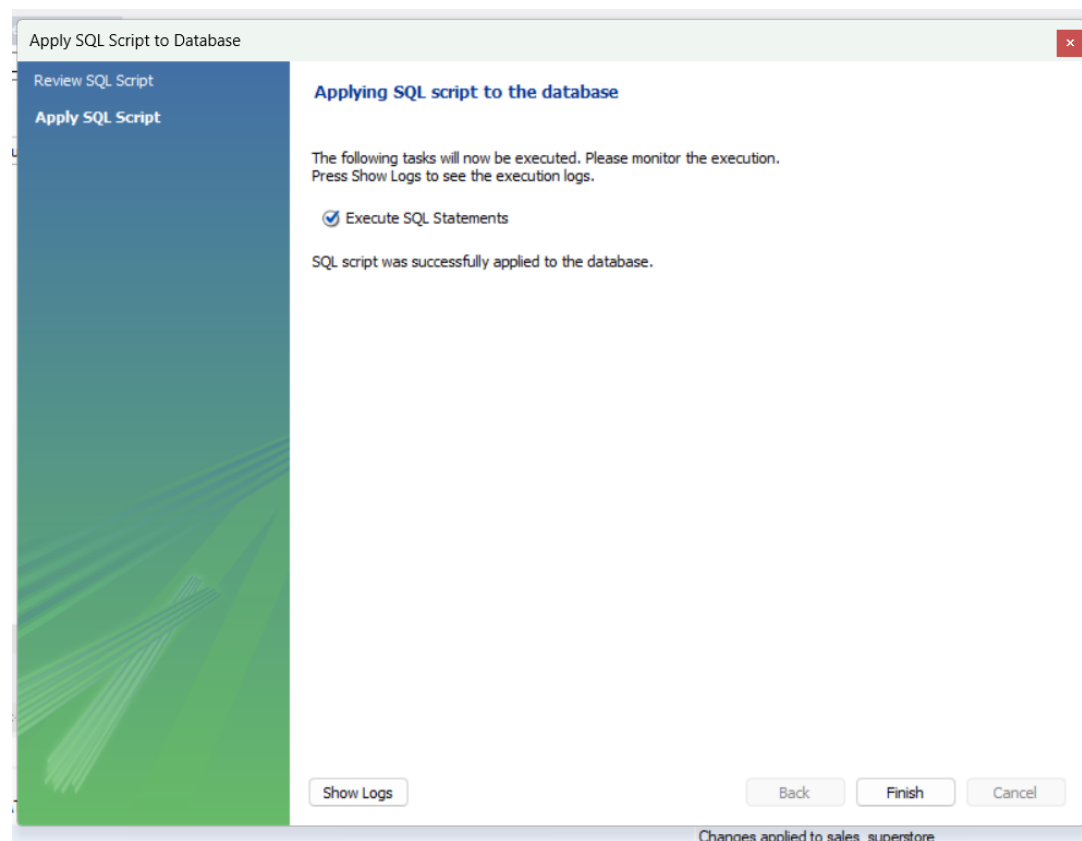 Apply SQL Script to Database
Review SQL Script
Apply SQL Script
Applying SQL script to the database
The following tasks will now be executed. Please monitor the execution.
Press Show Logs to see the execution logs.
Execute SQL Statements
SQL script was successfully applied to the database.
Show Logs
Back
Finish
Cancel
Changes applied to sales_superstore